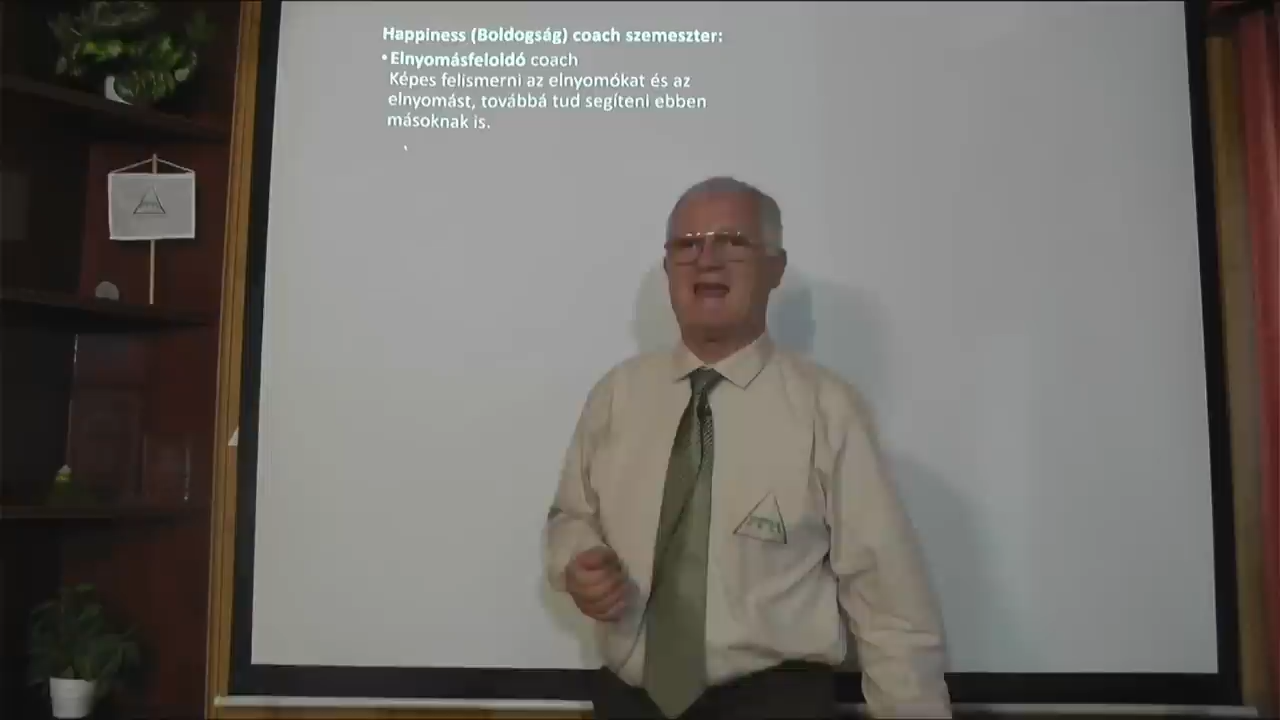 Happiness (Boldogság) coach szemeszter:
•Elnyomásfeloldó coach
Képes felismerni az elnyomókat és az
elnyomást, továbbá tud segíteni ebben
másoknak is.